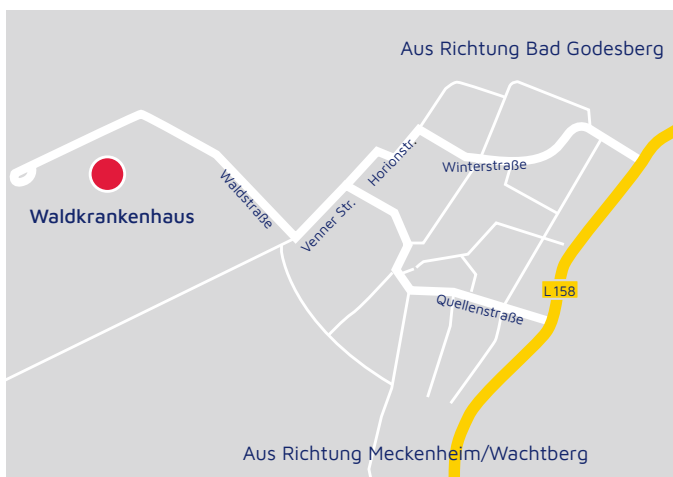 Aus Richtung Bad Godesberg
Horionstr.
Winterstraße
Waldstraße
Venner Str.
Waldkrankenhaus
L 158
Quellenstraße
Aus Richtung Meckenheim/Wachtberg